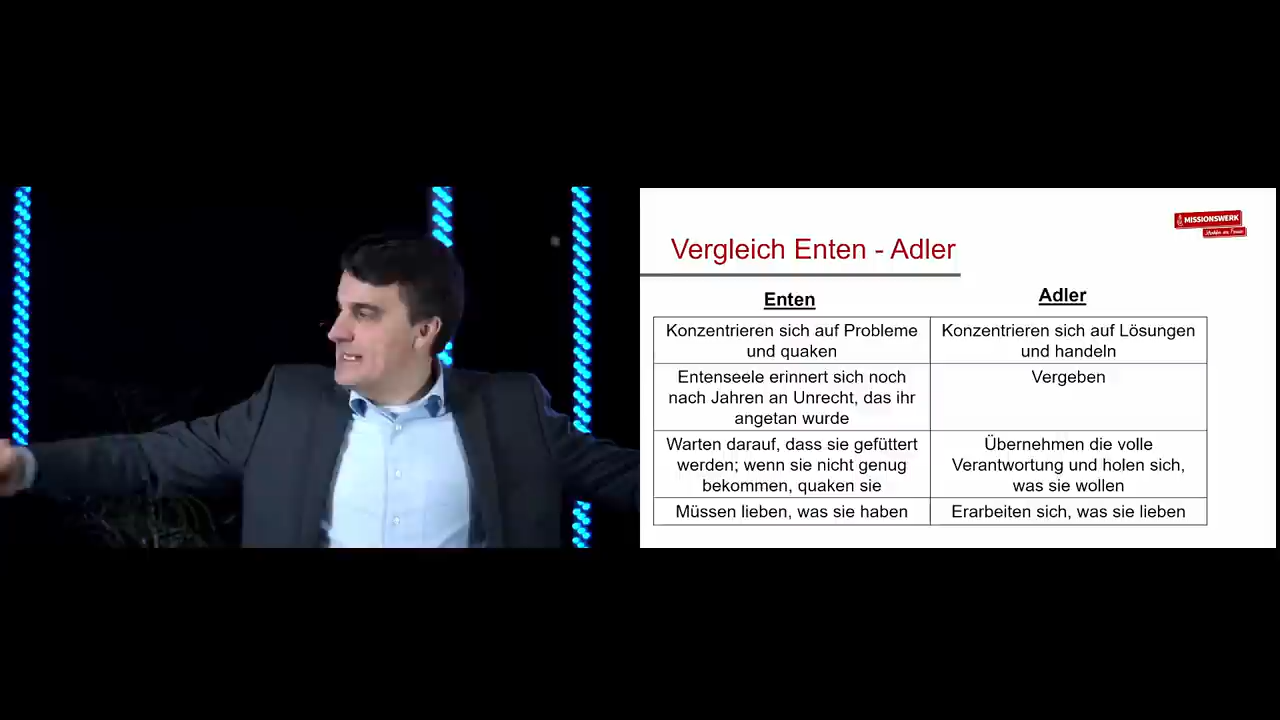 MISSIONSWERK
Vergleich Enten - Adler
Enten
Adler
Konzentrieren sich auf Probleme
und quaken
Konzentrieren sich auf Lösungen
und handeln
Entenseele erinnert sich noch
nach Jahren an Unrecht, das ihr
angetan wurde
Vergeben
Warten darauf, dass sie gefüttert
werden; wenn sie nicht genug
bekommen, quaken sie
Übernehmen die volle
Verantwortung und holen sich,
was sie wollen
Müssen lieben, was sie haben
Erarbeiten sich, was sie lieben